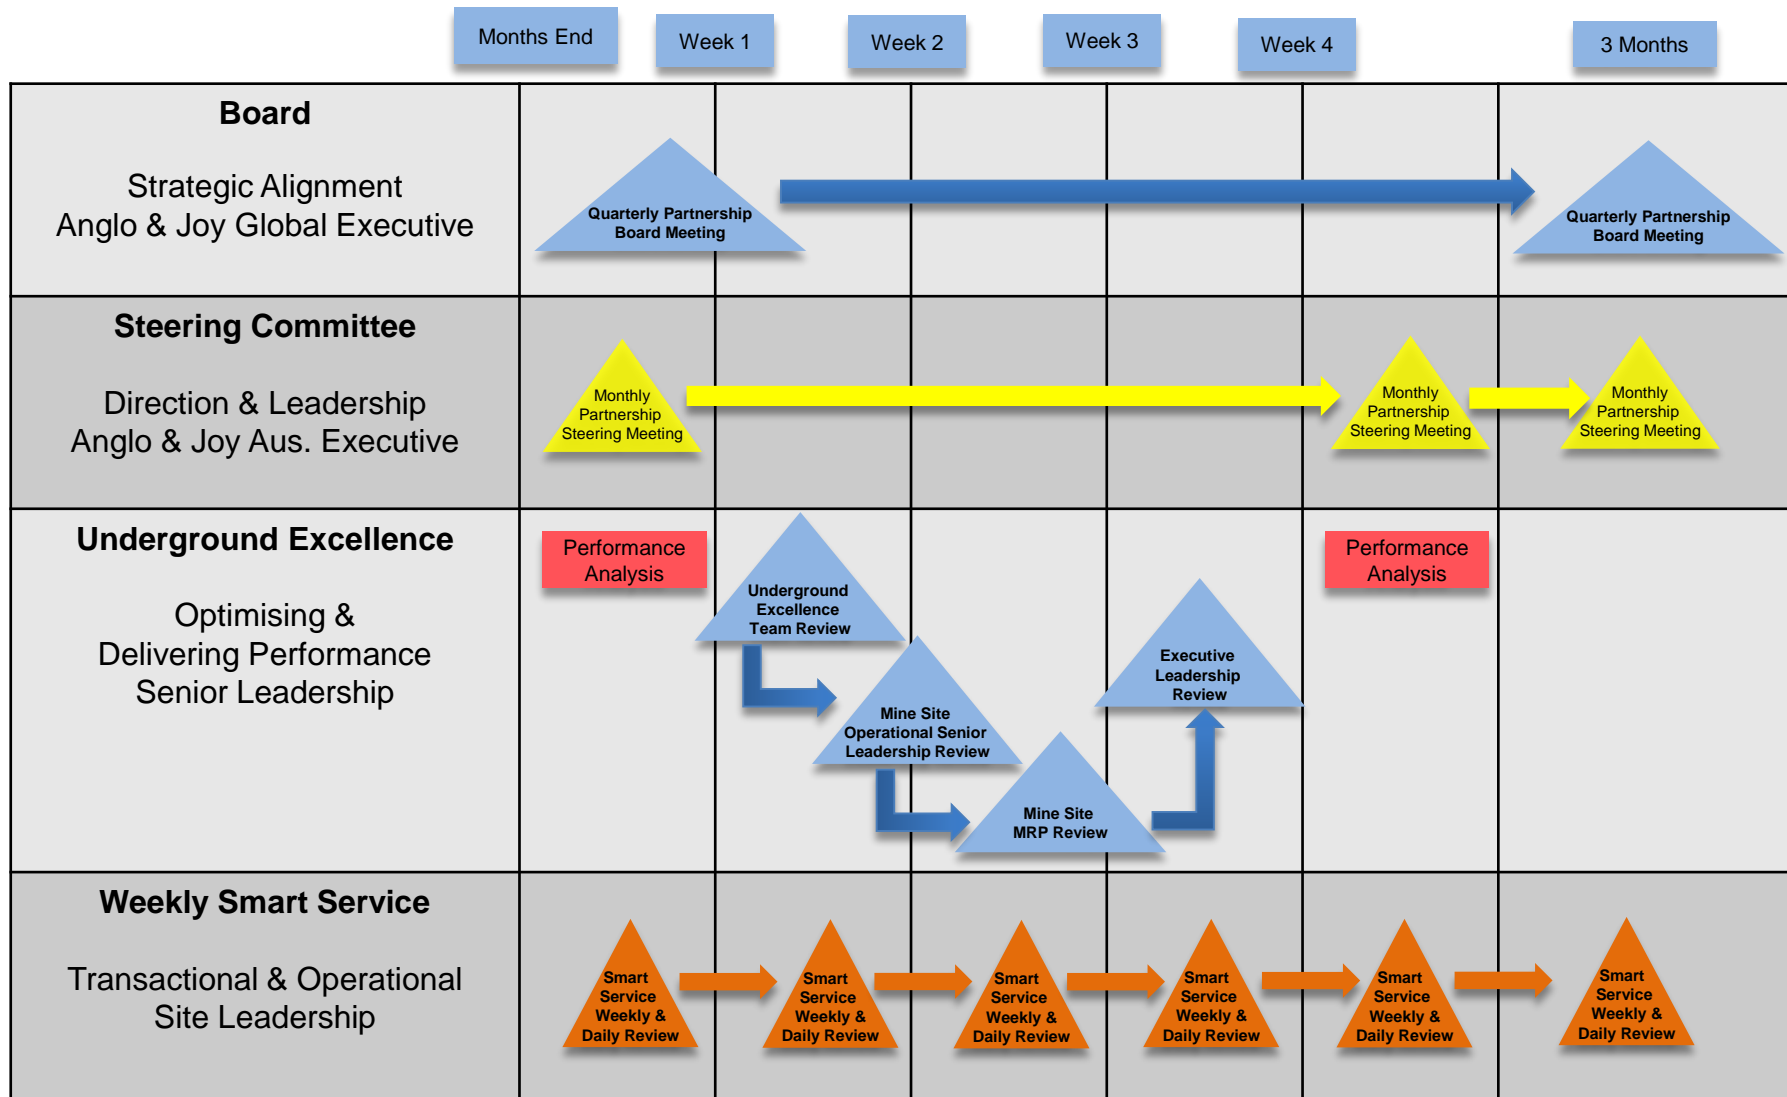 Months End
Week 1
Week 2
Week 3
Week 4
3 Months
Board
Strategic Alignment
Anglo & Joy Global Executive
Quarterly Partnership
Board Meeting
Quarterly Partnership
Board Meeting
Steering Committee
Direction & Leadership
Anglo & Joy Aus. Executive
Monthly
Partnership
Steering Meeting
Monthly
Partnership
Steering Meeting
Monthly
Partnership
Steering Meeting
Underground Excellence
Optimising &
Delivering Performance
Senior Leadership
Performance
Analysis
Underground
Excellence
Team Review
Mine Site
Operational Senior
Leadership Review
Mine Site
MRP Review
Executive
Leadership
Review
Performance
Analysis
Weekly Smart Service
Transactional & Operational
Site Leadership
Smart
Service
Weekly &
Daily Review
Smart
Service
Weekly &
Daily Review
Smart
Service
Weekly &
Daily Review
Smart
Service
Weekly &
Daily Review
Smart
Service
Weekly &
Daily Review
Smart
Service
Weekly &
Daily Review